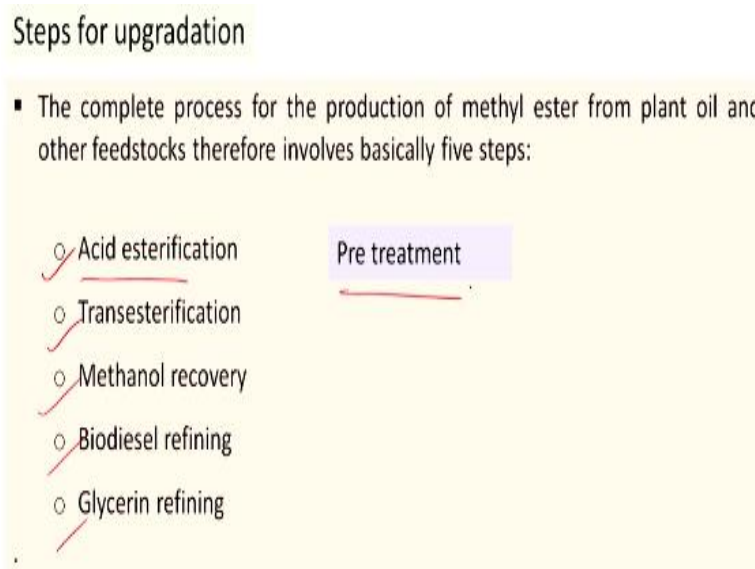 Steps for upgradation
▪ The complete process for the production of methyl ester from plant oil and
other feedstocks therefore involves basically five steps:
○ Acid esterification Pre treatment
○ Transesterification
○ Methanol recovery
○ Biodiesel refining
○ Glycerin refining